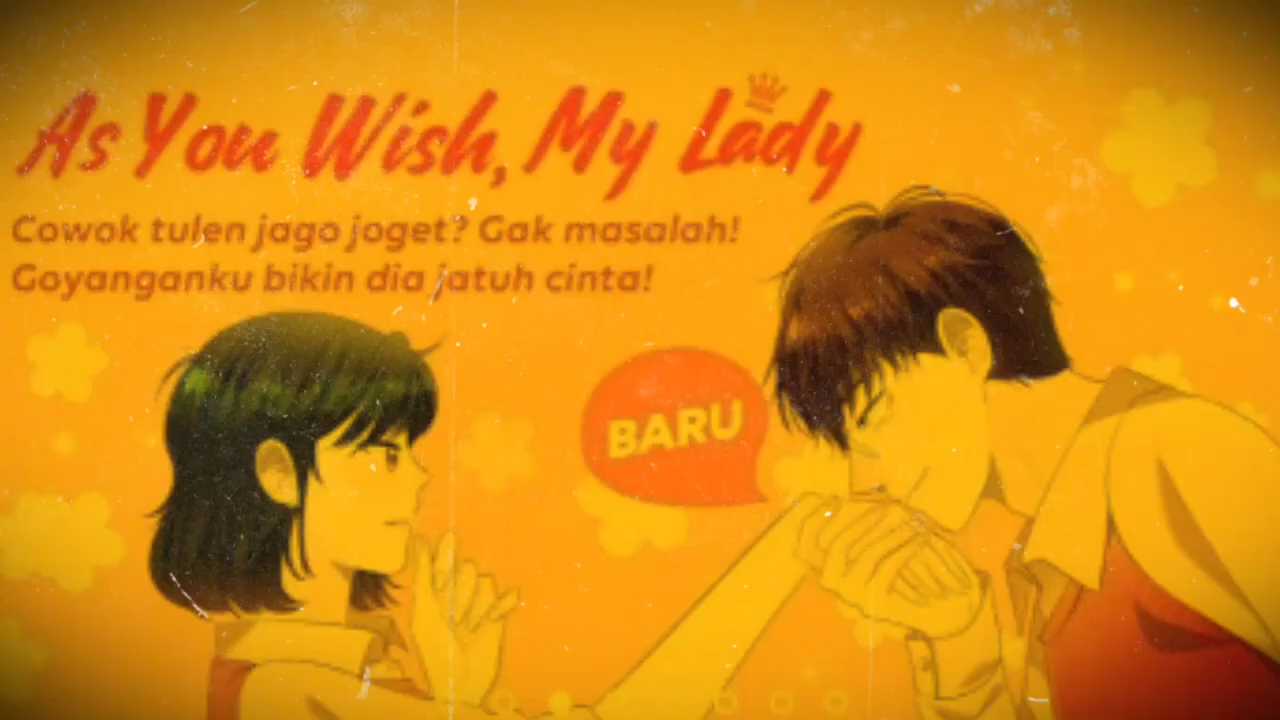 As You Wish, My Lady
Cowok tulen jago joget? Gak masalah!
Goyanganku bikin dia jatuh cinta!
BARU